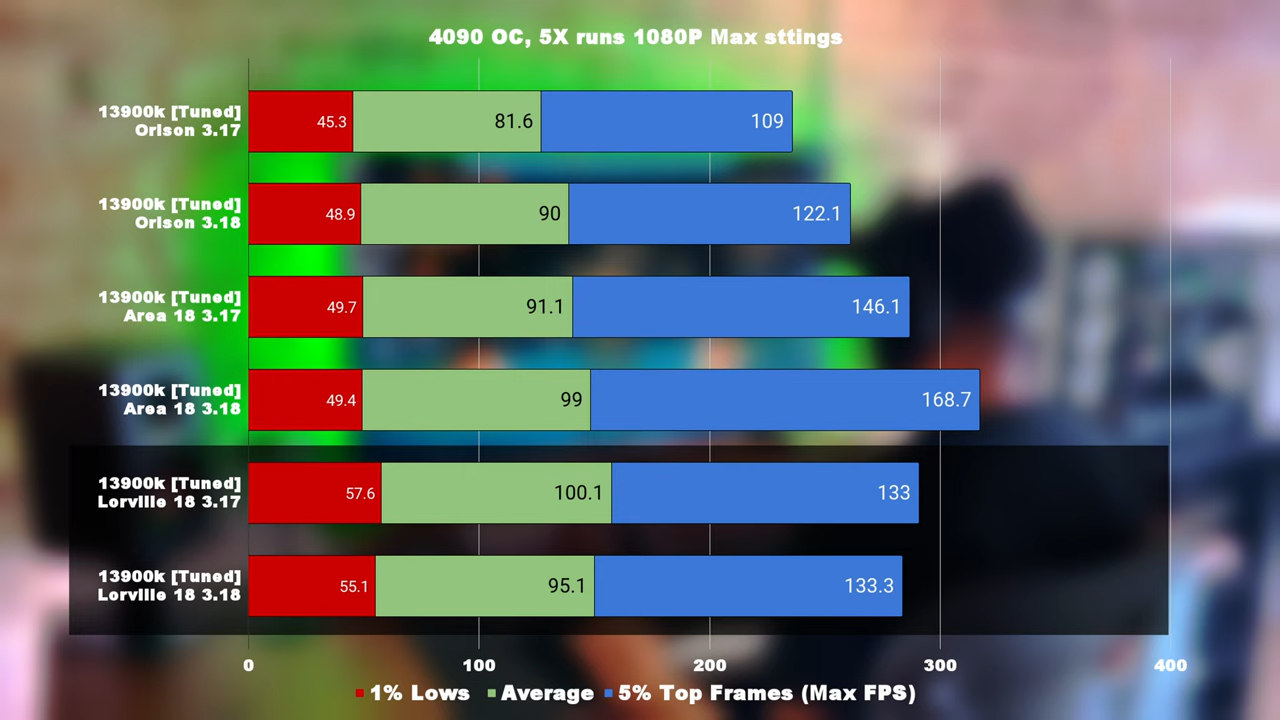 4090 OC, 5X runs 1080P Max sttings
13900k [Tuned]
Orison 3.17
45.3
81.6
109
13900k [Tuned]
Orison 3.18
48.9
90
122.1
13900k [Tuned]
Area 18 3.17
49.7
91.1
146.1
13900k [Tuned]
Area 18 3.18
49.4
99
168.7
13900k [Tuned]
Lorville 18 3.17
57.6
100.1
133
13900k [Tuned]
Lorville 18 3.18
55.1
95.1
133.3
0
100
200
300
400
1% Lows
Average
5% Top Frames (Max FPS)